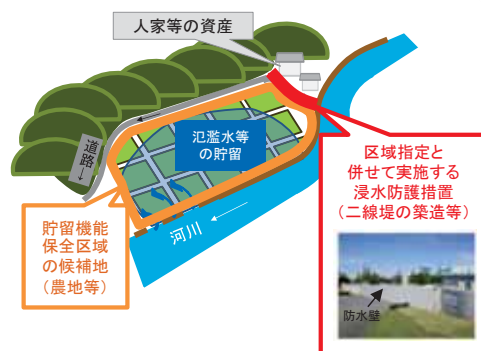 人家等の資産
道路
氾濫水等
の貯留
河川
貯留機能
保全区域
の候補地
（農地等）
区域指定と
併せて実施する
浸水防護措置
（二線堤の築造等）
防水壁